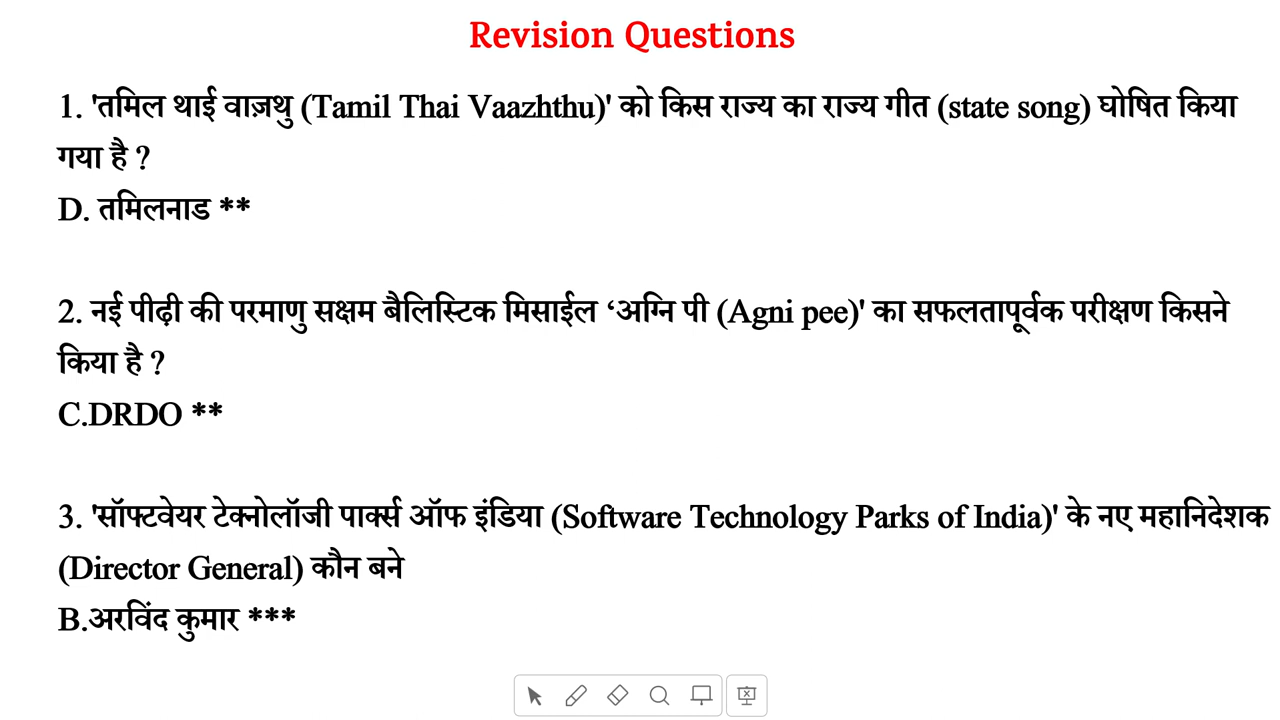 Revision Questions
1. 'तमिल थाई वाज़थु (Tamil Thai Vaazhthu)' को किस राज्य का राज्य गीत (state song) घोषित किया
गया है ?
D. तमिलनाड **
2. नई पीढ़ी की परमाणु सक्षम बैलिस्टिक मिसाईल ‘अग्नि पी (Agni pee)' का सफलतापूर्वक परीक्षण किसने
किया है ?
C.DRDO **
3. 'सॉफ्टवेयर टेक्नोलॉजी पार्क्स ऑफ इंडिया (Software Technology Parks of India)' के नए महानिदेशक
(Director General) कौन बने
B.अरविंद कुमार ***